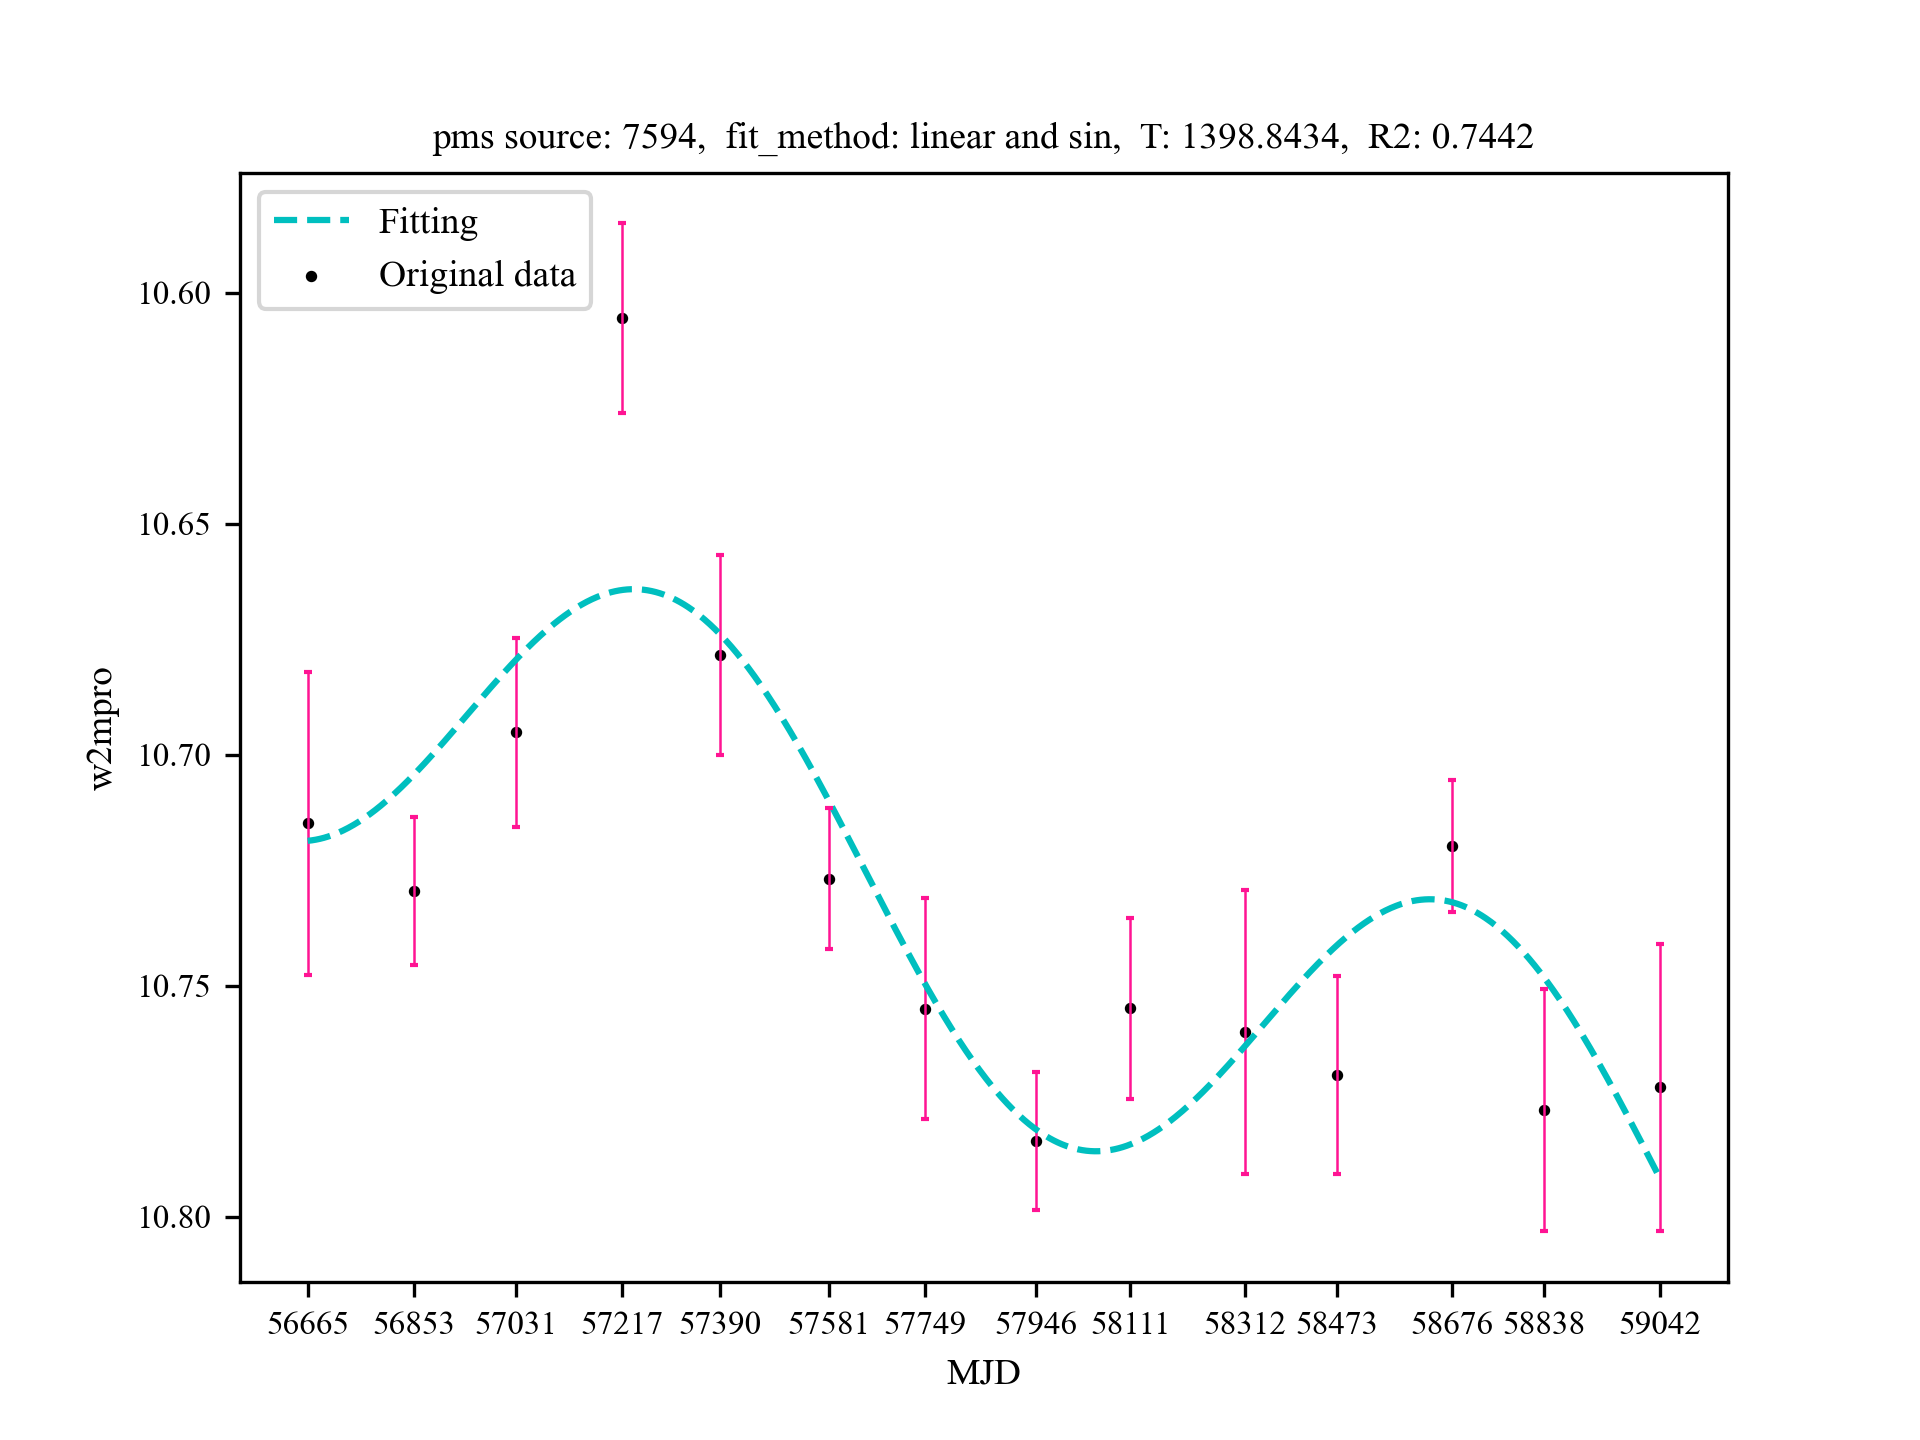 pms source: 7594,  fit_method: linear and sin,  T: 1398.8434,  R2: 0.7442
Fitting
Original data
10.60
10.65
10.70
10.75
10.80
w2mpro
56665 56853 57031 57217 57390 57581 57749 57946 58111 58312 58473 58676 58838 59042
MJD